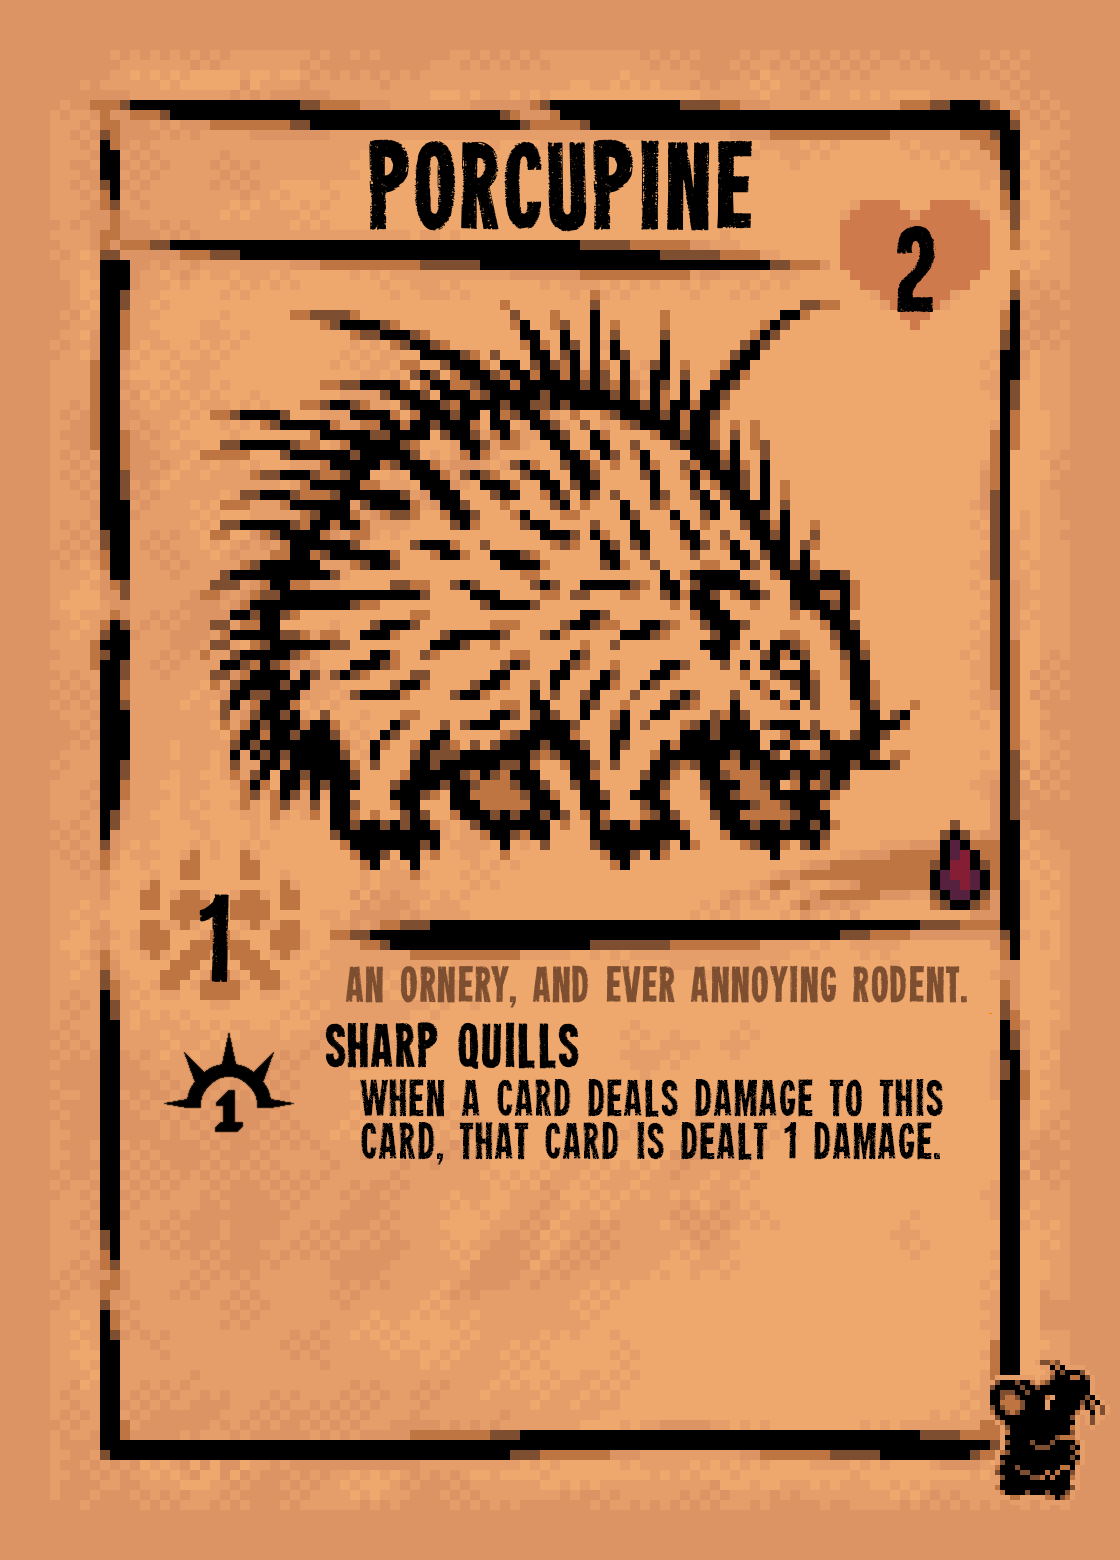 PORCUPINE
2
1
AN ORNERY, AND EVER ANNOYING RODENT.
SHARP QUILLS
1
WHEN A CARD DEALS DAMAGE TO THIS
CARD, THAT CARD IS DEALT 1 DAMAGE.